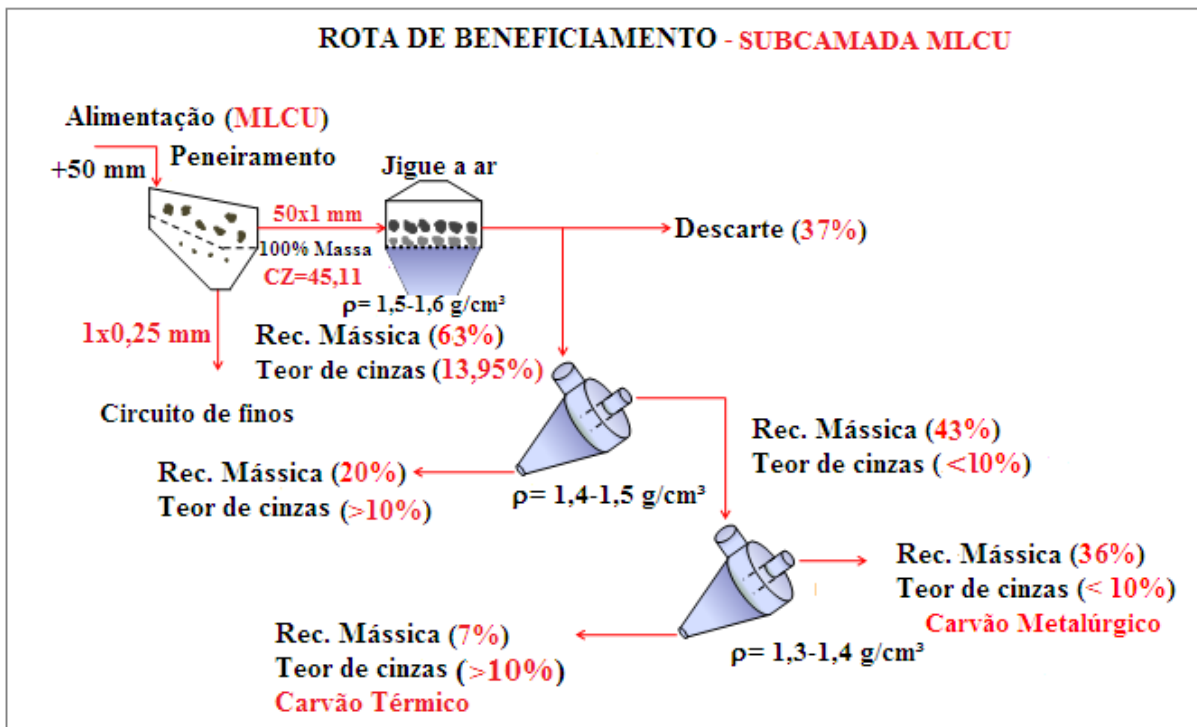 ROTA DE BENEFICIAMENTO - SUBCAMADA MLCU
Alimentação (MLCU)
+50 mm
Peneiramento
Jigue a ar
50x1 mm
100% Massa
CZ=45,11
Descarte (37%)
ρ= 1,5-1,6 g/cm³
1x0,25 mm
Rec. Mássica (63%)
Teor de cinzas (13,95%)
Circuito de finos
Rec. Mássica (43%)
Teor de cinzas (<10%)
Rec. Mássica (20%)
Teor de cinzas (>10%)
ρ= 1,4-1,5 g/cm³
Rec. Mássica (36%)
Teor de cinzas (< 10%)
Carvão Metalúrgico
Rec. Mássica (7%)
Teor de cinzas (>10%)
Carvão Térmico
ρ= 1,3-1,4 g/cm³